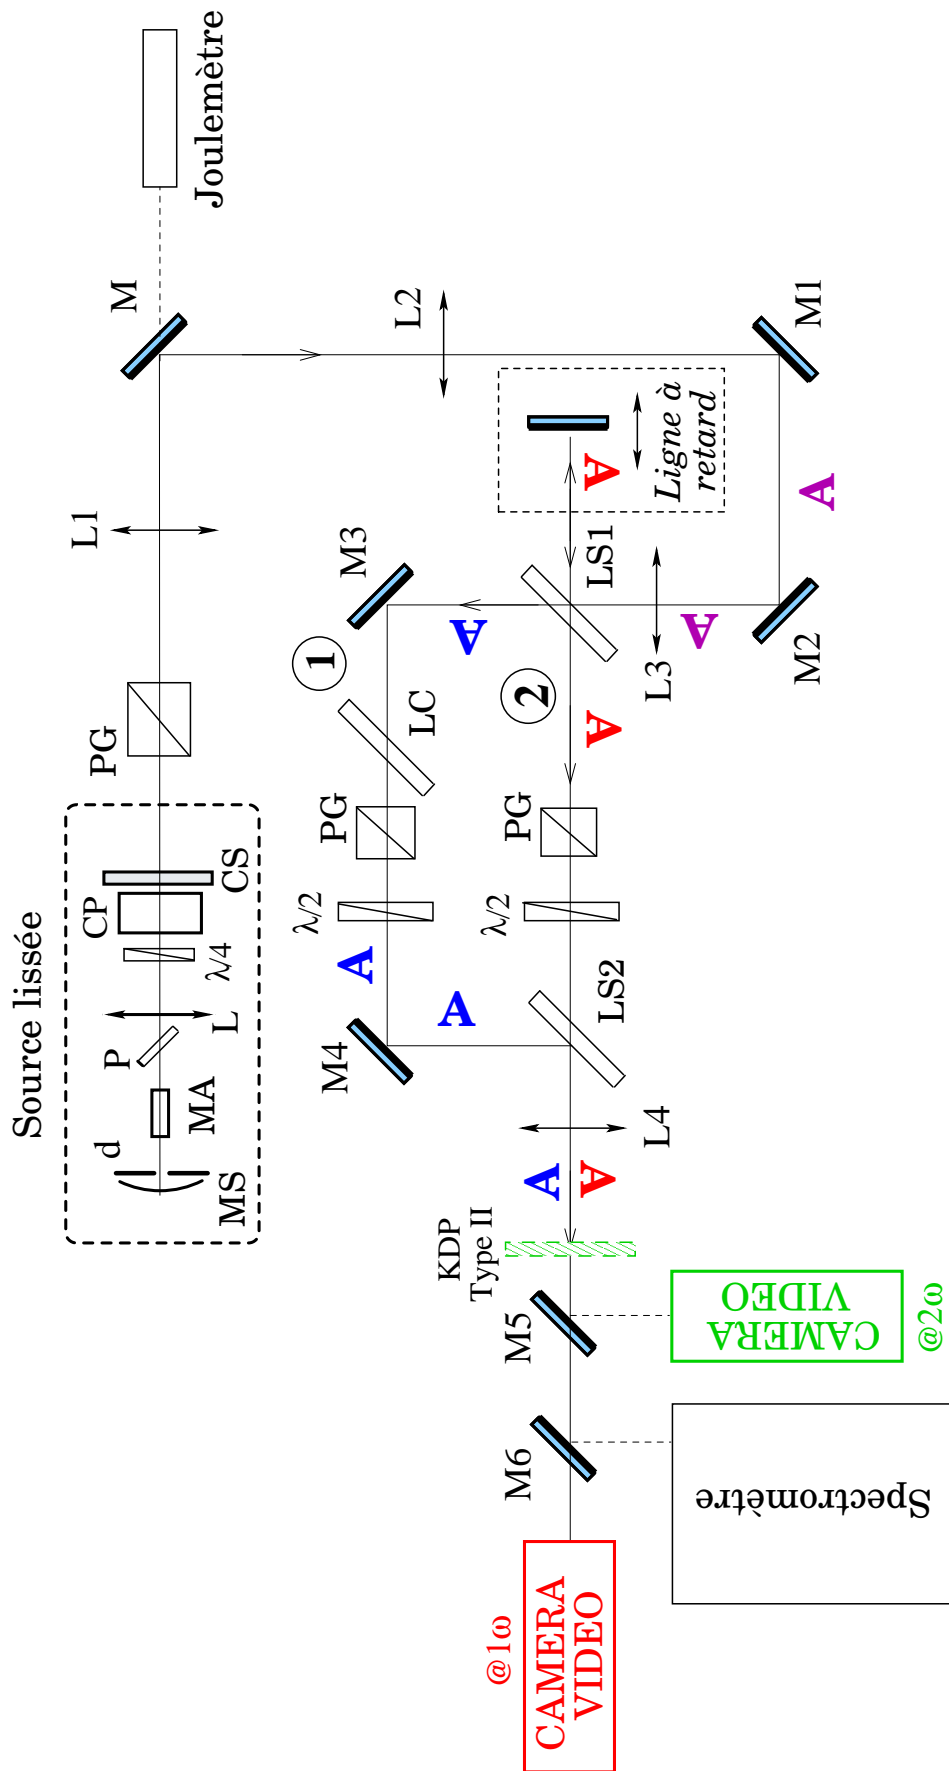 Source lissée
MS
d
MA
P
L
λ/4
CP
CS
PG
L1
M
Joulemètre
L2
M1
A
M2
A
L3
LS1
A
Ligne à
retard
A
M3
1
LC
PG
λ/2
A
M4
A
2
A
PG
λ/2
LS2
L4
A
A
KDP
Type II
M5
CAMERA
VIDEO
@2ω
M6
Spectromètre
@1ω
CAMERA
VIDEO